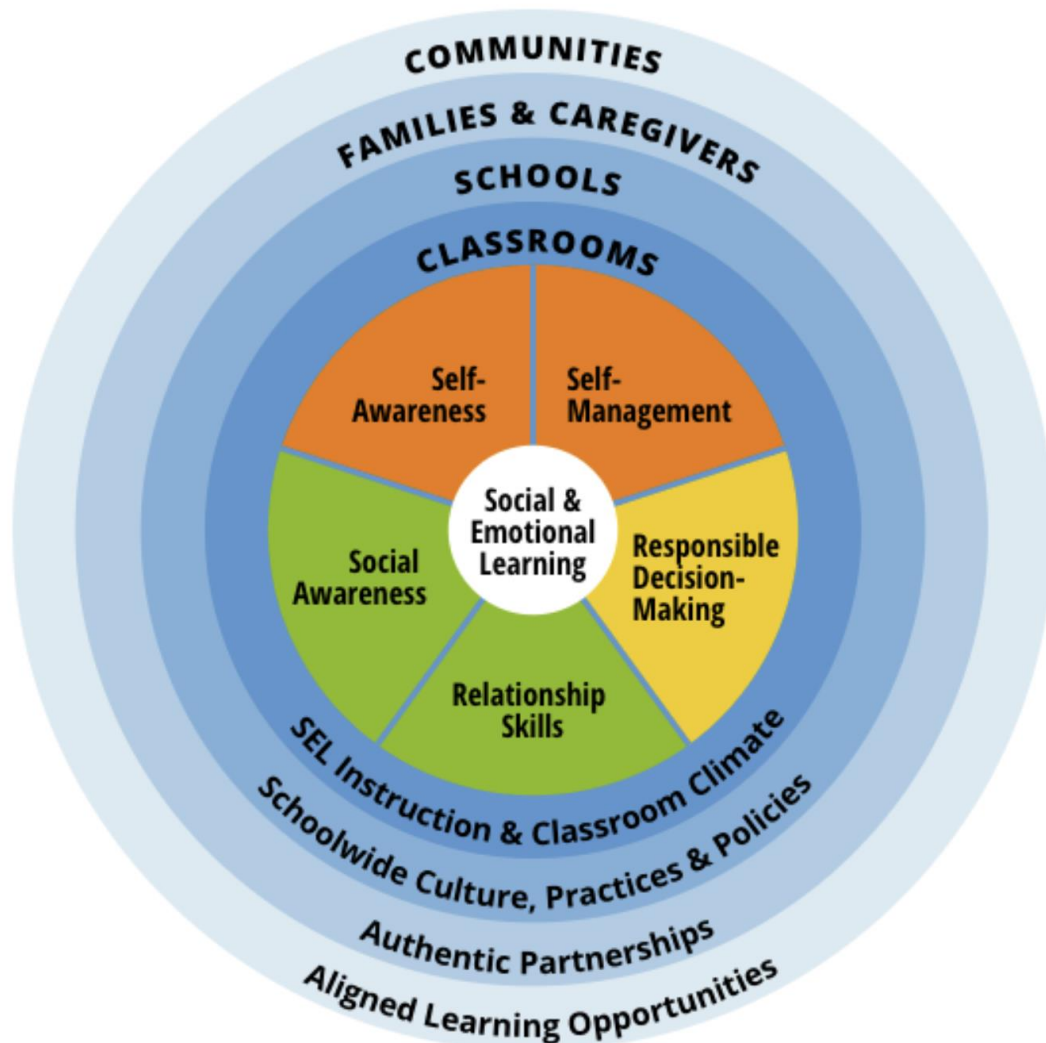 COMMUNITIES
FAMILIES & CAREGIVERS
SCHOOLS
CLASSROOMS
Self-
Awareness
Self-
Management
Social &
Emotional
Learning
Social
Awareness
Responsible
Decision-
Making
Relationship
Skills
SEL Instruction & Classroom Climate
Schoolwide Culture, Practices & Policies
Authentic Partnerships
Aligned Learning Opportunities